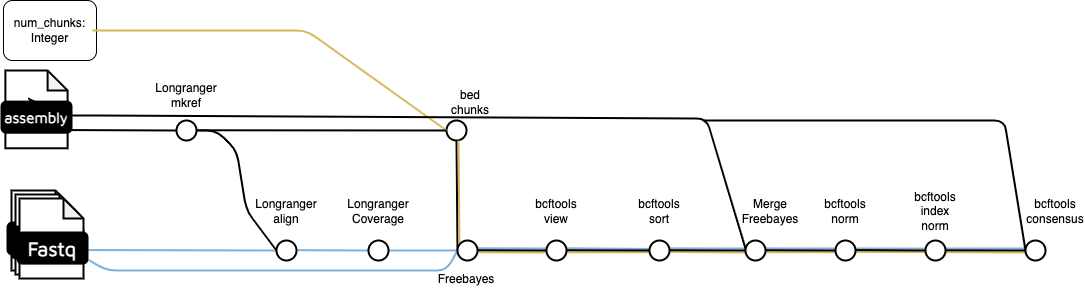 num_chunks:
Integer
assembly
Longranger
mkref
bed
chunks
Fastq
Longranger
align
Longranger
Coverage
Freebayes
bcftools
view
bcftools
sort
Merge
Freebayes
bcftools
norm
bcftools
index
norm
bcftools
consensus